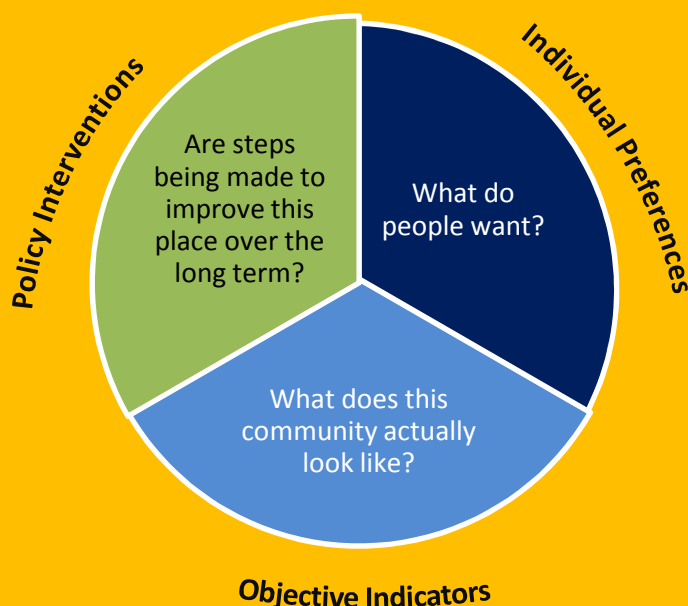 Policy Interventions
Are steps
being made to
improve this
place over the
long term?
Individual Preferences
What do
people want?
What does this
community actually
look like?
Objective Indicators